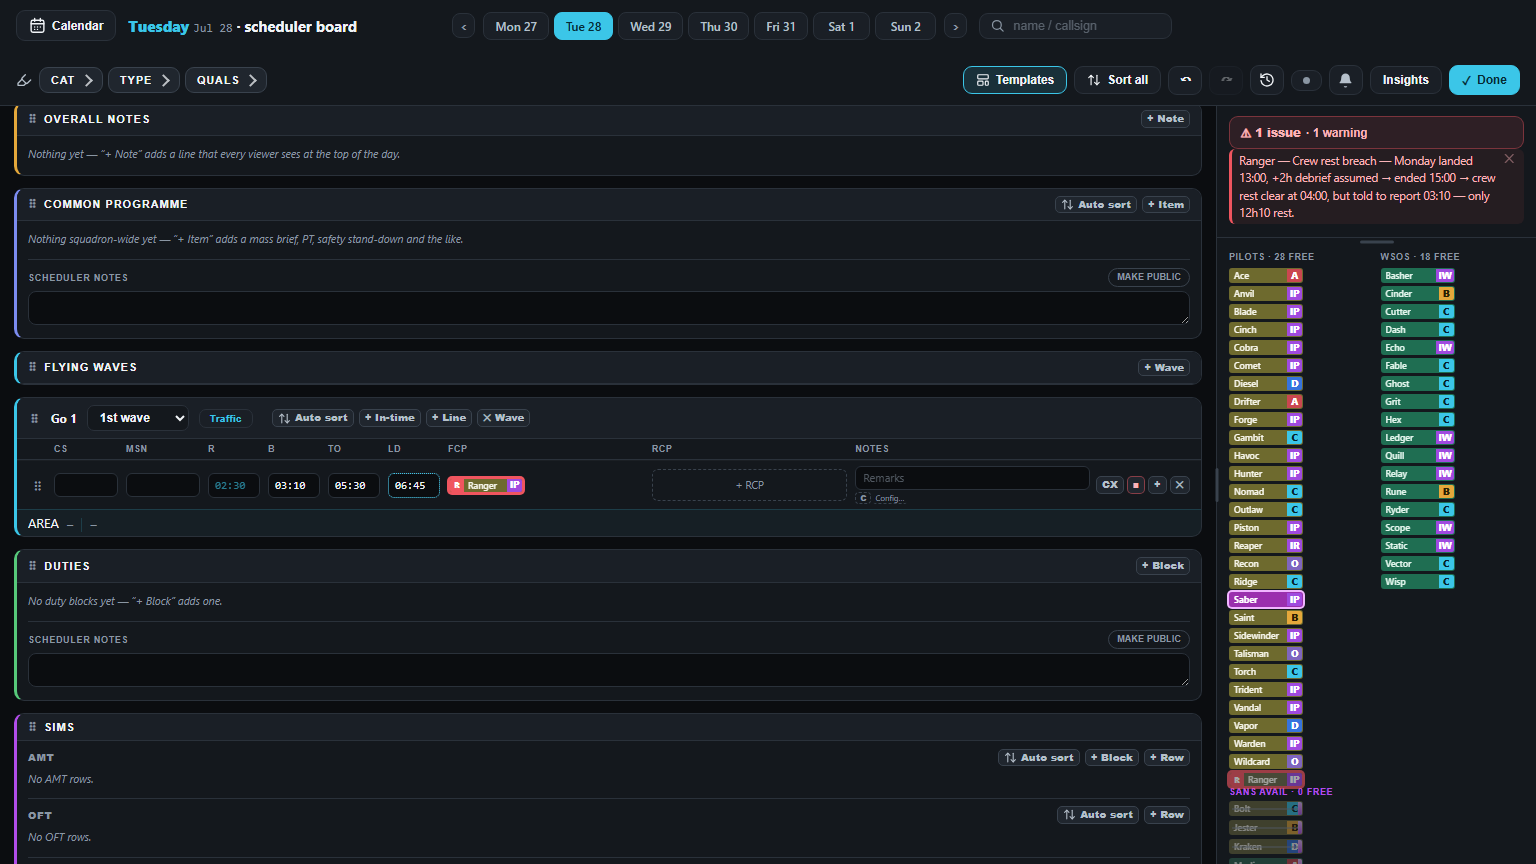 Calendar
Tuesday Jul 28 · scheduler board
‹ Mon 27 Tue 28 Wed 29 Thu 30 Fri 31 Sat 1 Sun 2 ›
name / callsign
CAT TYPE QUALS
Templates Sort all Insights ✓ Done
OVERALL NOTES + Note
Nothing yet — "+ Note" adds a line that every viewer sees at the top of the day.
COMMON PROGRAMME Auto sort + Item
Nothing squadron-wide yet — "+ Item" adds a mass brief, PT, safety stand-down and the like.
SCHEDULER NOTES MAKE PUBLIC
FLYING WAVES + Wave
Go 1 1st wave Traffic Auto sort + In-time + Line ✕ Wave
CS MSN R B TO LD FCP RCP NOTES
02:30 03:10 05:30 06:45 R Ranger IP + RCP Remarks CX + ✕
C Config...
AREA – –
DUTIES + Block
No duty blocks yet — "+ Block" adds one.
SCHEDULER NOTES MAKE PUBLIC
SIMS
AMT Auto sort + Block + Row
No AMT rows.
OFT Auto sort + Row
No OFT rows.
⚠ 1 issue · 1 warning
Ranger — Crew rest breach — Monday landed
13:00, +2h debrief assumed → ended 15:00 → crew
rest clear at 04:00, but told to report 03:10 — only
12h10 rest.
PILOTS · 28 FREE
Ace A
Anvil IP
Blade IP
Cinch IP
Cobra IP
Comet IP
Diesel D
Drifter A
Forge IP
Gambit C
Havoc IP
Hunter IP
Nomad C
Outlaw C
Piston IP
Reaper IR
Recon O
Ridge C
Saber IP
Saint B
Sidewinder IP
Talisman O
Torch C
Trident IP
Vandal IP
Vapor D
Warden IP
Wildcard O
R Ranger IP
SANS AVAIL · 0 FREE
Bolt C
Jester B
Kraken D
WSOS · 18 FREE
Basher IW
Cinder B
Cutter C
Dash C
Echo IW
Fable C
Ghost C
Grit C
Hex C
Ledger IW
Quill IW
Relay IW
Rune B
Ryder C
Scope IW
Static IW
Vector C
Wisp C